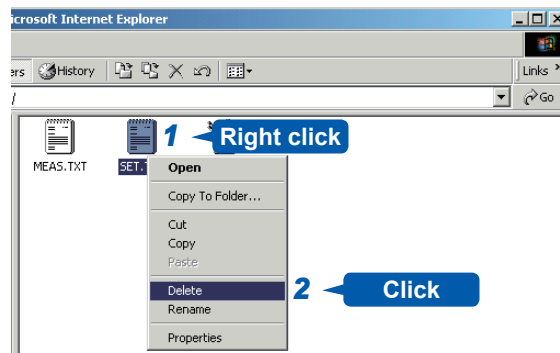 icrosoft Internet Explorer
ers History Links »
/ Go
1 Right click
MEAS.TXT SET.T
Open
Copy To Folder...
Cut
Copy
Paste
Delete
2 Click
Rename
Properties